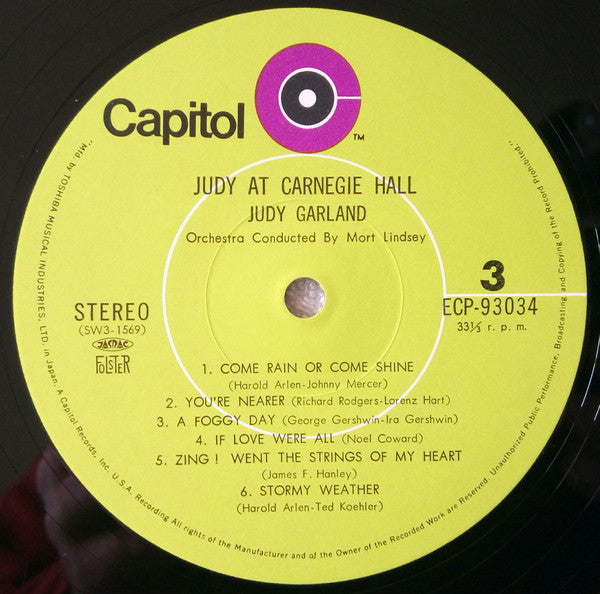 Capitol
TM
JUDY AT CARNEGIE HALL
JUDY GARLAND
Orchestra Conducted By Mort Lindsey
3
STEREO
(SW3-1569)
JASRAC
FOLSTER
ECP-93034
33⅓ r. p. m.
1. COME RAIN OR COME SHINE
(Harold Arlen-Johnny Mercer)
2. YOU'RE NEARER (Richard Rodgers-Lorenz Hart)
3. A FOGGY DAY (George Gershwin-Ira Gershwin)
4. IF LOVE WERE ALL (Noel Coward)
5. ZING! WENT THE STRINGS OF MY HEART
(James F. Hanley)
6. STORMY WEATHER
(Harold Arlen-Ted Koehler)
"Mfd. by TOSHIBA MUSICAL INDUSTRIES, LTD. in Japan. A Capitol Records, Inc. U.S.A. Recording All rights of the Manufacturer and of the Owner of the Recorded Work are Reserved. Unauthorized Public Performance, Broadcasting and Copying of the Record Prohibited."